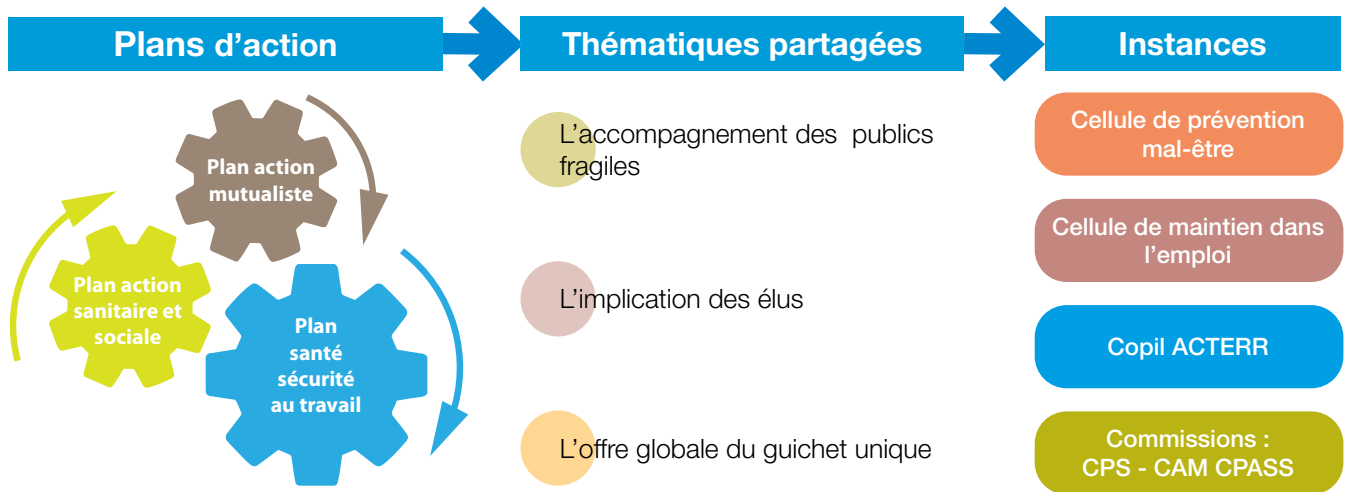 Plans d'action
Thématiques partagées
Instances
Plan action
mutualiste
Plan action
sanitaire et
sociale
Plan
santé
sécurité
au travail
L'accompagnement des publics
fragiles
L'implication des élus
L'offre globale du guichet unique
Cellule de prévention
mal-être
Cellule de maintien dans
l'emploi
Copil ACTERR
Commissions :
CPS - CAM CPASS